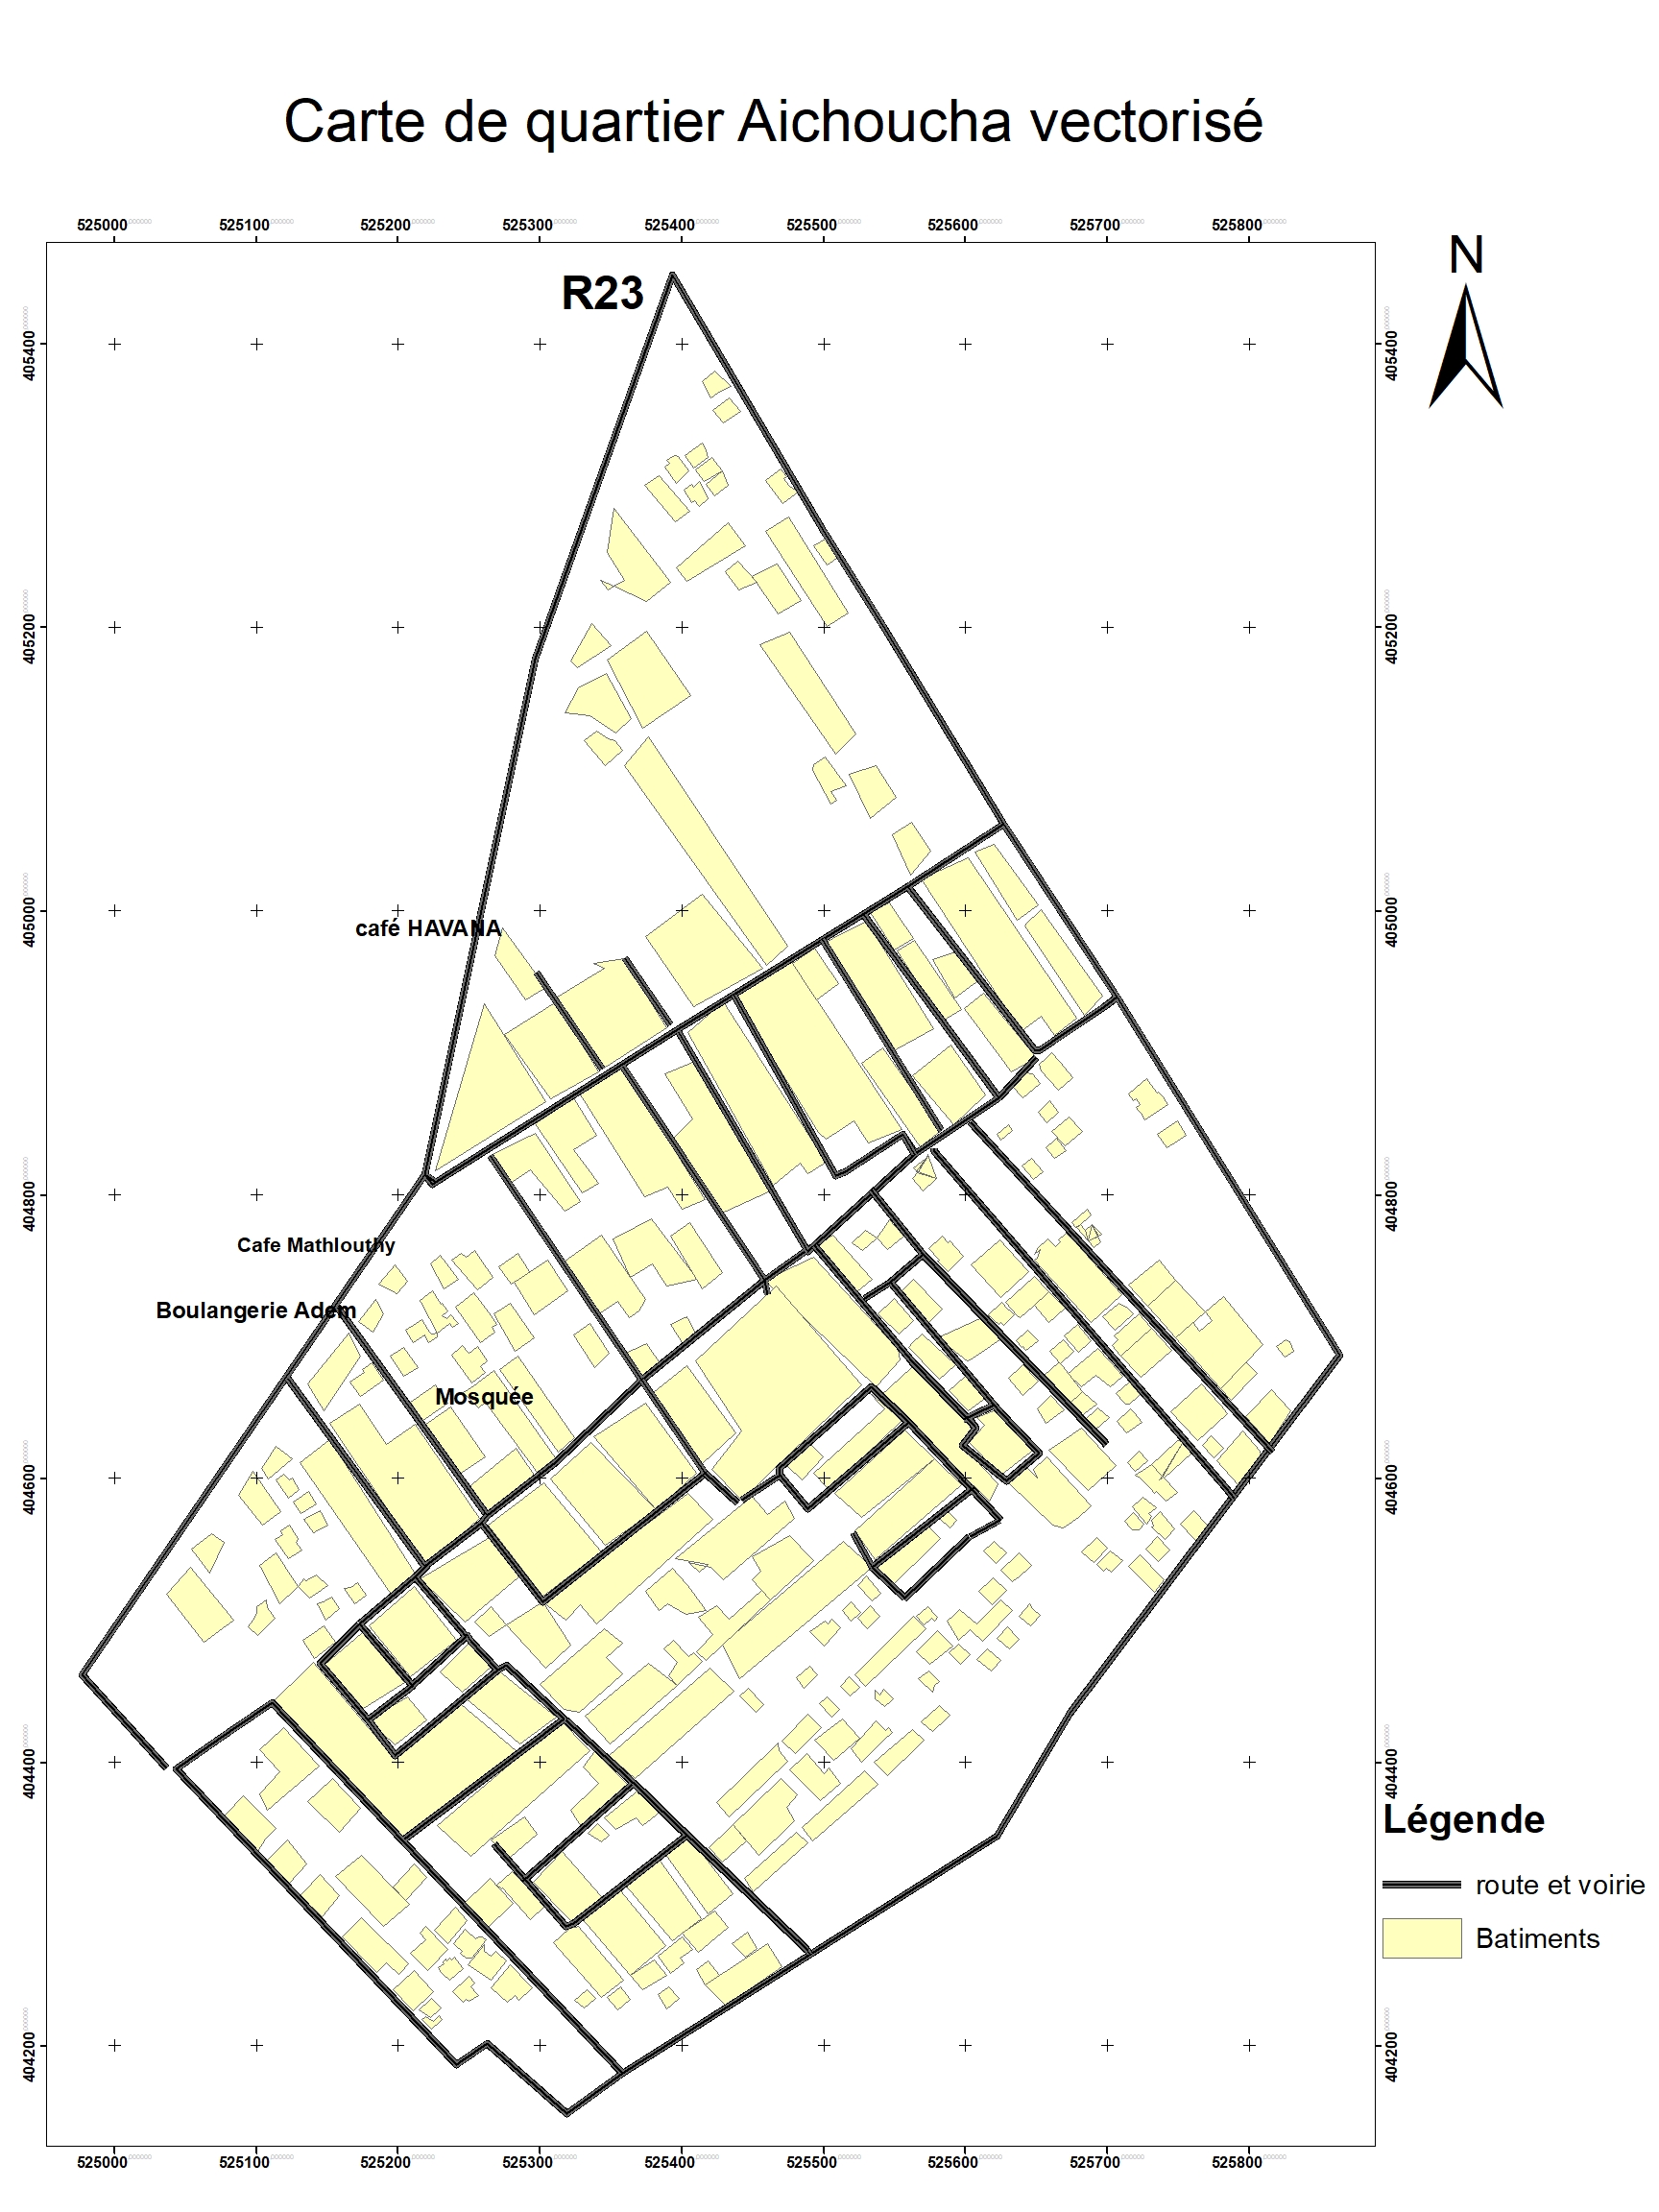 Carte de quartier Aichoucha vectorisé
525000 525100 525200 525300 525400 525500 525600 525700 525800
N
R23
405400 405400
405200 405200
405000 405000
café HAVANA
404800 404800
Cafe Mathlouthy
Boulangerie Adem
Mosquée
404600 404600
404400 404400
Légende
route et voirie
Batiments
404200 404200
525000 525100 525200 525300 525400 525500 525600 525700 525800